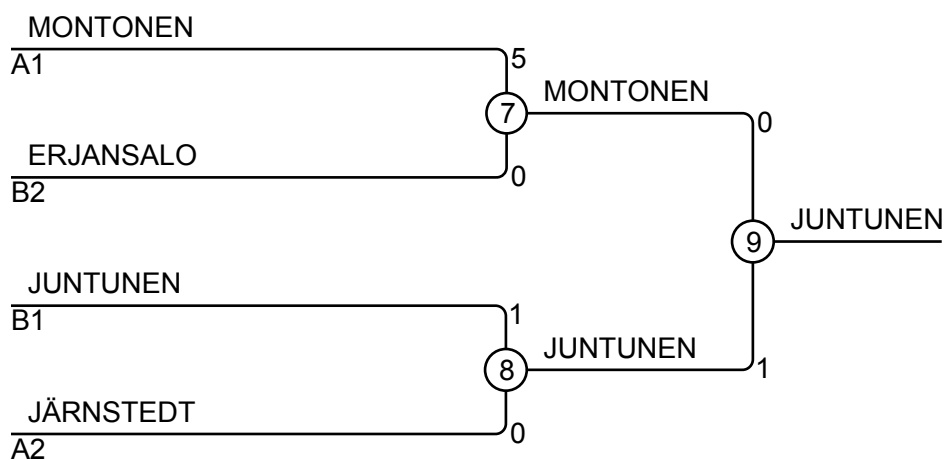 MONTONEN
A1
5
7
MONTONEN
0
ERJANSALO
B2
0
9
JUNTUNEN
JUNTUNEN
B1
1
8
JUNTUNEN
1
JÄRNSTEDT
A2
0